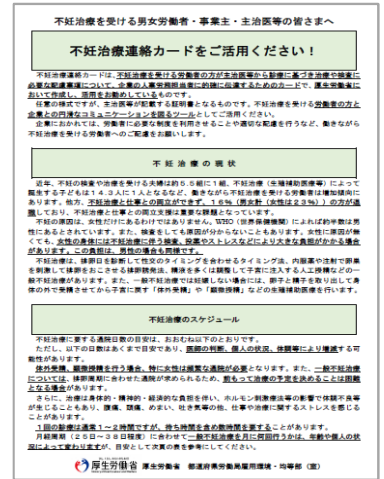 不妊治療を受ける男女労働者・事業主・主治医等の皆さまへ
不妊治療連絡カードをご活用ください！
不妊治療連絡カードは、不妊治療を受ける労働者の方が主治医等から診療に基づき治療や検査に
必要な配慮事項について、企業の人事労務担当者に的確に伝達するためのカードで、厚生労働省に
おいて作成し、活用をお勧めしているものです。
任意の様式ですが、主治医等が記載する証明書となるものです。不妊治療を受ける労働者の方と
企業との円滑なコミュニケーションを図るツールとしてご活用ください。
企業におかれては、労働者に必要な制度を利用させることや適切な配慮を行うなど、働きながら
不妊治療を受ける労働者へのご配慮をお願いします。
不妊治療の現状
近年、不妊の検査や治療を受けた夫婦は約５.５組に１組、不妊治療（生殖補助医療等）によって
誕生する子どもは１４.３人に１人となるなど、働きながら不妊治療を受ける労働者は増加傾向に
あります。他方、不妊治療と仕事との両立ができず、１６％（男女計（女性は２３％））の方が退
職しており、不妊治療と仕事との両立支援は重要な課題となっています。
不妊の原因は、女性だけにあるわけではありません。WHO（世界保健機関）によれば約半数は男
性にあるとされています。また、検査をしても原因が分からないこともあります。女性に原因が無
くても、女性の身体には不妊治療に伴う検査、投薬やストレスなどにより大きな負担がかかる場合
があります。この負担は、男性の場合も同様です。
不妊治療は、排卵日を診断して性交のタイミングを合わせるタイミング法、内服薬や注射で卵巣
を刺激して排卵をおこさせる排卵誘発法、精液を多くは調整して子宮に注入する人工授精などの一
般不妊治療があります。また、一般不妊治療では妊娠しない場合には、卵子と精子を取り出して身
体の外で受精させてから子宮に戻す「体外受精」や「顕微授精」などの生殖補助医療を行います。
不妊治療のスケジュール
不妊治療に要する通院日数の目安は、おおむね以下のとおりです。
ただし、以下の日数はあくまで目安であり、医師の判断、個人の状況、体調等により増減する可
能性があります。
体外受精、顕微授精を行う場合、特に女性は頻繁な通院が必要となります。また、一般不妊治療
については、排卵周期に合わせた通院が求められるため、前もって治療の予定を決めることは困難
となる場合があります。
さらに、治療は身体的・精神的・経済的な負担を伴い、ホルモン刺激療法等の影響で体調不良等
が生じることもあり、腹痛、頭痛、めまい、吐き気等の他、仕事や治療に関するストレスを感じる
ことがあります。
１回の診療は通常１～２時間ですが、待ち時間を含め数時間を要することがあります。
月経周期（２５日～３８日程度）に合わせて一般不妊治療を月に何回行うかは、年齢や個人の状
況によって変わりますが、目安として次頁の表を参考にしてください。
厚生労働省 厚生労働省 都道府県労働局雇用環境・均等部（室）